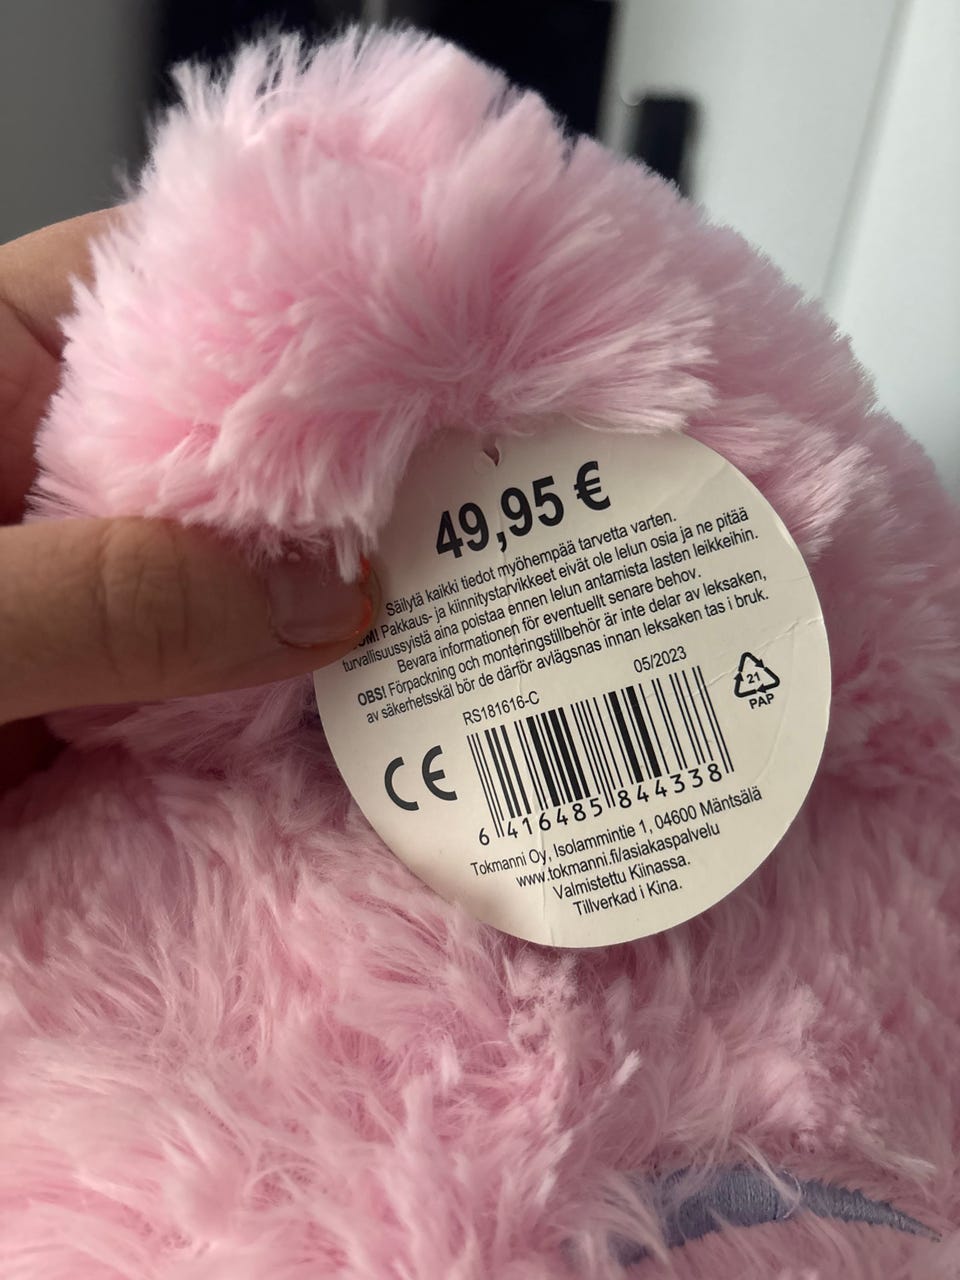 49,95 €
Säilytä kaikki tiedot myöhempää tarvetta varten.
Pakkaus- ja kiinnitystarvikkeet eivät ole lelun osia ja ne pitää
turvallisuussyistä aina poistaa ennen lelun antamista lasten leikkeihin.
Bevara informationen för eventuellt senare behov.
OBS! Förpackning och monteringstillbehör är inte delar av leksaken,
av säkerhetsskäl bör de därför avlägsnas innan leksaken tas i bruk.
RS181616-C 05/2023
21
PAP
CE
6 416485 844338
Tokmanni Oy, Isolammintie 1, 04600 Mäntsälä
www.tokmanni.fi/asiakaspalvelu
Valmistettu Kiinassa.
Tillverkad i Kina.